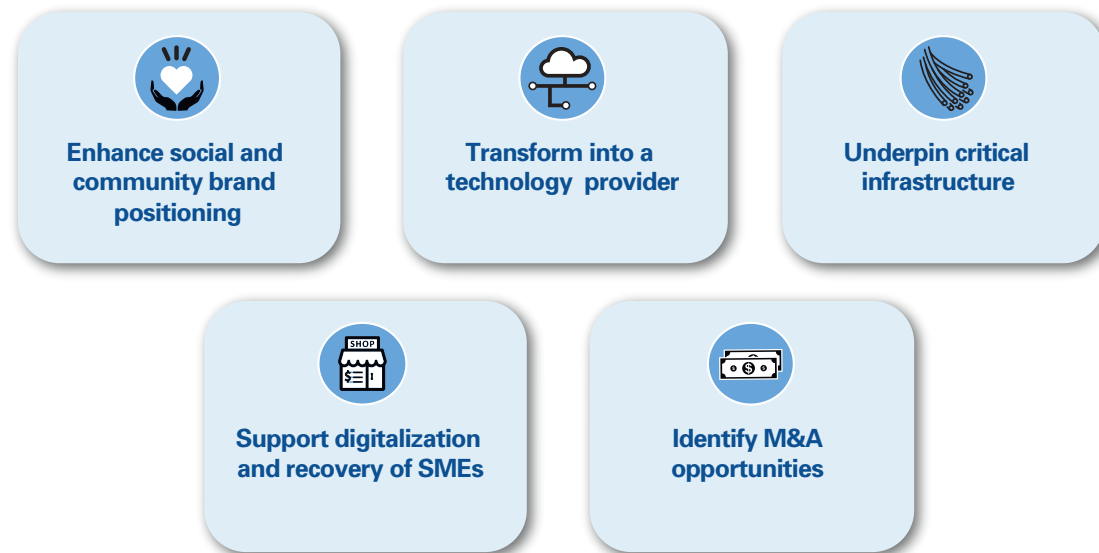 Enhance social and
community brand
positioning
Transform into a
technology provider
Underpin critical
infrastructure
SHOP
$
Support digitalization
and recovery of SMEs
$
Identify M&A
opportunities